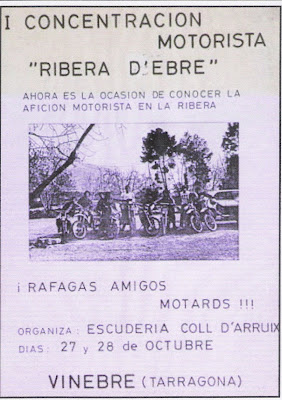 I CONCENTRACION
MOTORISTA
"RIBERA D'EBRE"
AHORA ES LA OCASION DE CONOCER LA
AFICION MOTORISTA EN LA RIBERA
¡ RAFAGAS AMIGOS
MOTARDS !!!
ORGANIZA : ESCUDERIA COLL D'ARRUIX
DIAS : 27 y 28 de OCTUBRE
VINEBRE (TARRAGONA)